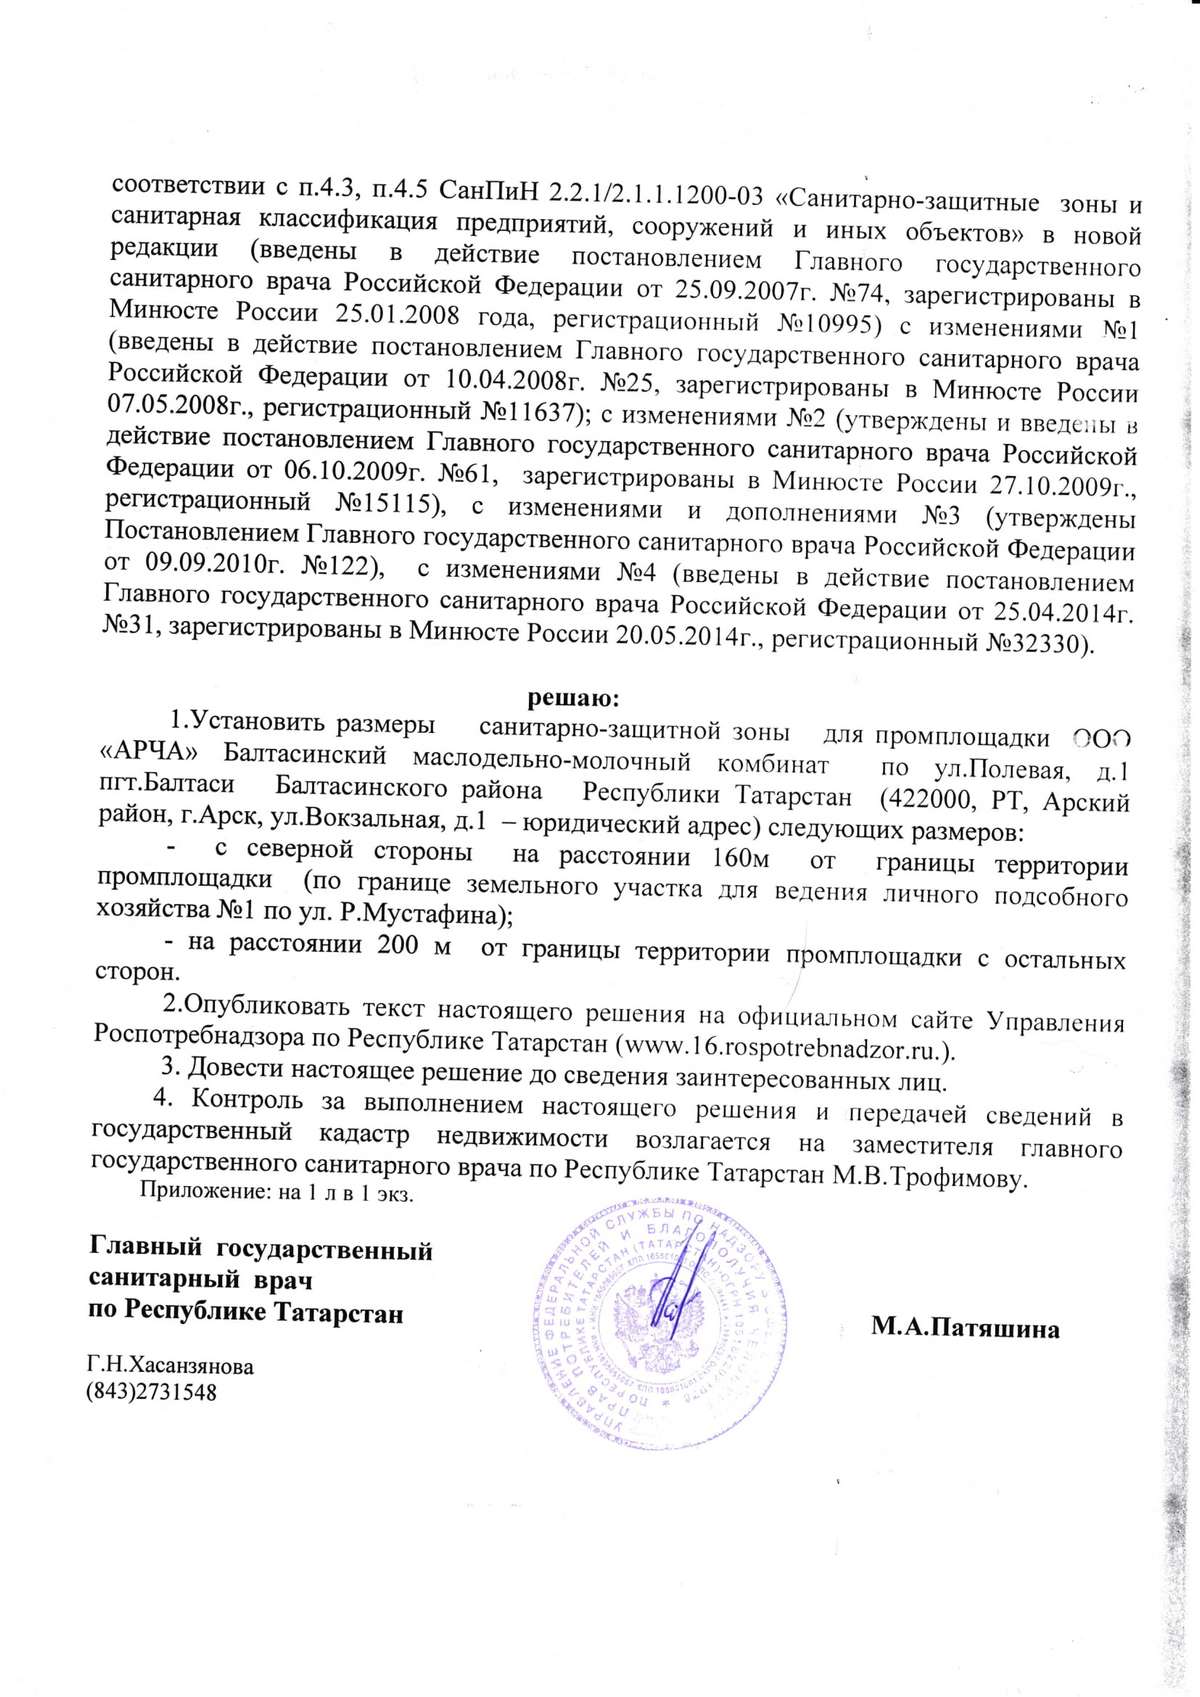 соответствии с п.4.3, п.4.5 СанПиН 2.2.1/2.1.1.1200-03 «Санитарно-защитные зоны и
санитарная классификация предприятий, сооружений и иных объектов» в новой
редакции (введены в действие постановлением Главного государственного
санитарного врача Российской Федерации от 25.09.2007г. №74, зарегистрированы в
Минюсте России 25.01.2008 года, регистрационный №10995) с изменениями №1
(введены в действие постановлением Главного государственного санитарного врача
Российской Федерации от 10.04.2008г. №25, зарегистрированы в Минюсте России
07.05.2008г., регистрационный №11637); с изменениями №2 (утверждены и введены в
действие постановлением Главного государственного санитарного врача Российской
Федерации от 06.10.2009г. №61, зарегистрированы в Минюсте России 27.10.2009г.,
регистрационный №15115), с изменениями и дополнениями №3 (утверждены
Постановлением Главного государственного санитарного врача Российской Федерации
от 09.09.2010г. №122), с изменениями №4 (введены в действие постановлением
Главного государственного санитарного врача Российской Федерации от 25.04.2014г.
№31, зарегистрированы в Минюсте России 20.05.2014г., регистрационный №32330).
решаю:
1.Установить размеры санитарно-защитной зоны для промплощадки ООО
«АРЧА» Балтасинский маслодельно-молочный комбинат по ул.Полевая, д.1
пгт.Балтаси Балтасинского района Республики Татарстан (422000, РТ, Арский
район, г.Арск, ул.Вокзальная, д.1 – юридический адрес) следующих размеров:
- с северной стороны на расстоянии 160м от границы территории
промплощадки (по границе земельного участка для ведения личного подсобного
хозяйства №1 по ул. Р.Мустафина);
- на расстоянии 200 м от границы территории промплощадки с остальных
сторон.
2.Опубликовать текст настоящего решения на официальном сайте Управления
Роспотребнадзора по Республике Татарстан (www.16.rospotrebnadzor.ru.).
3. Довести настоящее решение до сведения заинтересованных лиц.
4. Контроль за выполнением настоящего решения и передачей сведений в
государственный кадастр недвижимости возлагается на заместителя главного
государственного санитарного врача по Республике Татарстан М.В.Трофимову.
Приложение: на 1 л в 1 экз.
Главный государственный
санитарный врач
по Республике Татарстан
М.А.Патяшина
Г.Н.Хасанзянова
(843)2731548
УПРАВЛЕНИЕ ФЕДЕРАЛЬНОЙ СЛУЖБЫ ПО НАДЗОРУ В СФЕРЕ
ПРАВ ПОТРЕБИТЕЛЕЙ И БЛАГОПОЛУЧИЯ ЧЕЛОВЕКА
ПО РЕСПУБЛИКЕ ТАТАРСТАН (ТАТАРСТАН)